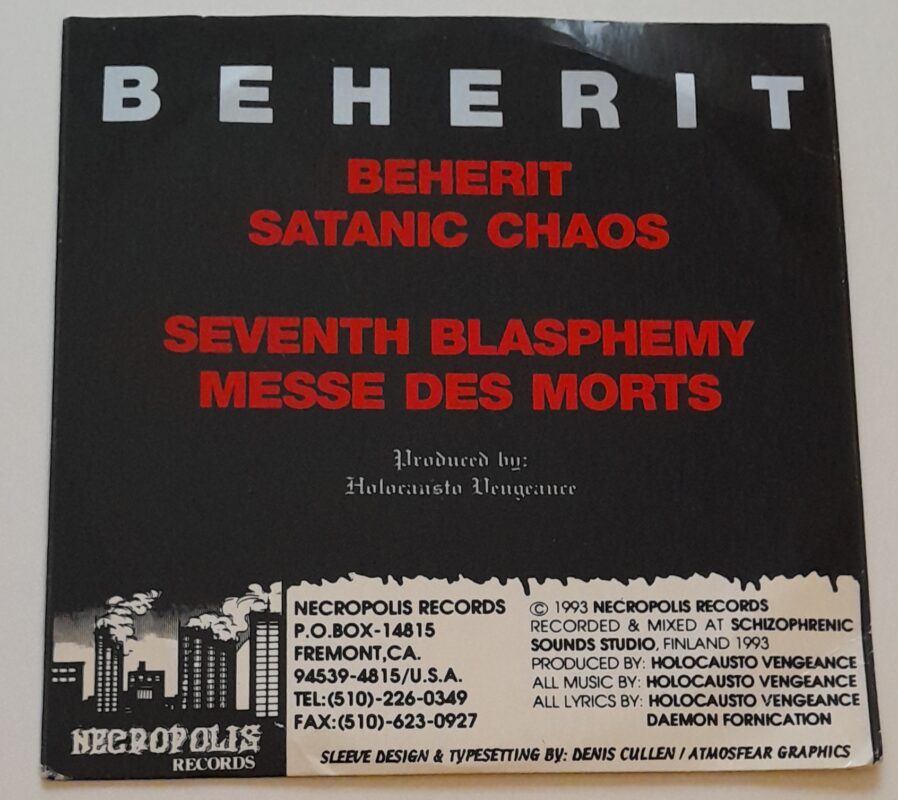 BEHERIT
BEHERIT
SATANIC CHAOS
SEVENTH BLASPHEMY
MESSE DES MORTS
Produced by:
Holocausto Vengeance
NECROPOLIS
RECORDS
NECROPOLIS RECORDS
P.O.BOX-14815
FREMONT,CA.
94539-4815/U.S.A.
TEL:(510)-226-0349
FAX:(510)-623-0927
© 1993 NECROPOLIS RECORDS
RECORDED & MIXED AT SCHIZOPHRENIC
SOUNDS STUDIO, FINLAND 1993
PRODUCED BY: HOLOCAUSTO VENGEANCE
ALL MUSIC BY: HOLOCAUSTO VENGEANCE
ALL LYRICS BY: HOLOCAUSTO VENGEANCE
DAEMON FORNICATION
SLEEVE DESIGN & TYPESETTING BY: DENIS CULLEN / ATMOSFEAR GRAPHICS